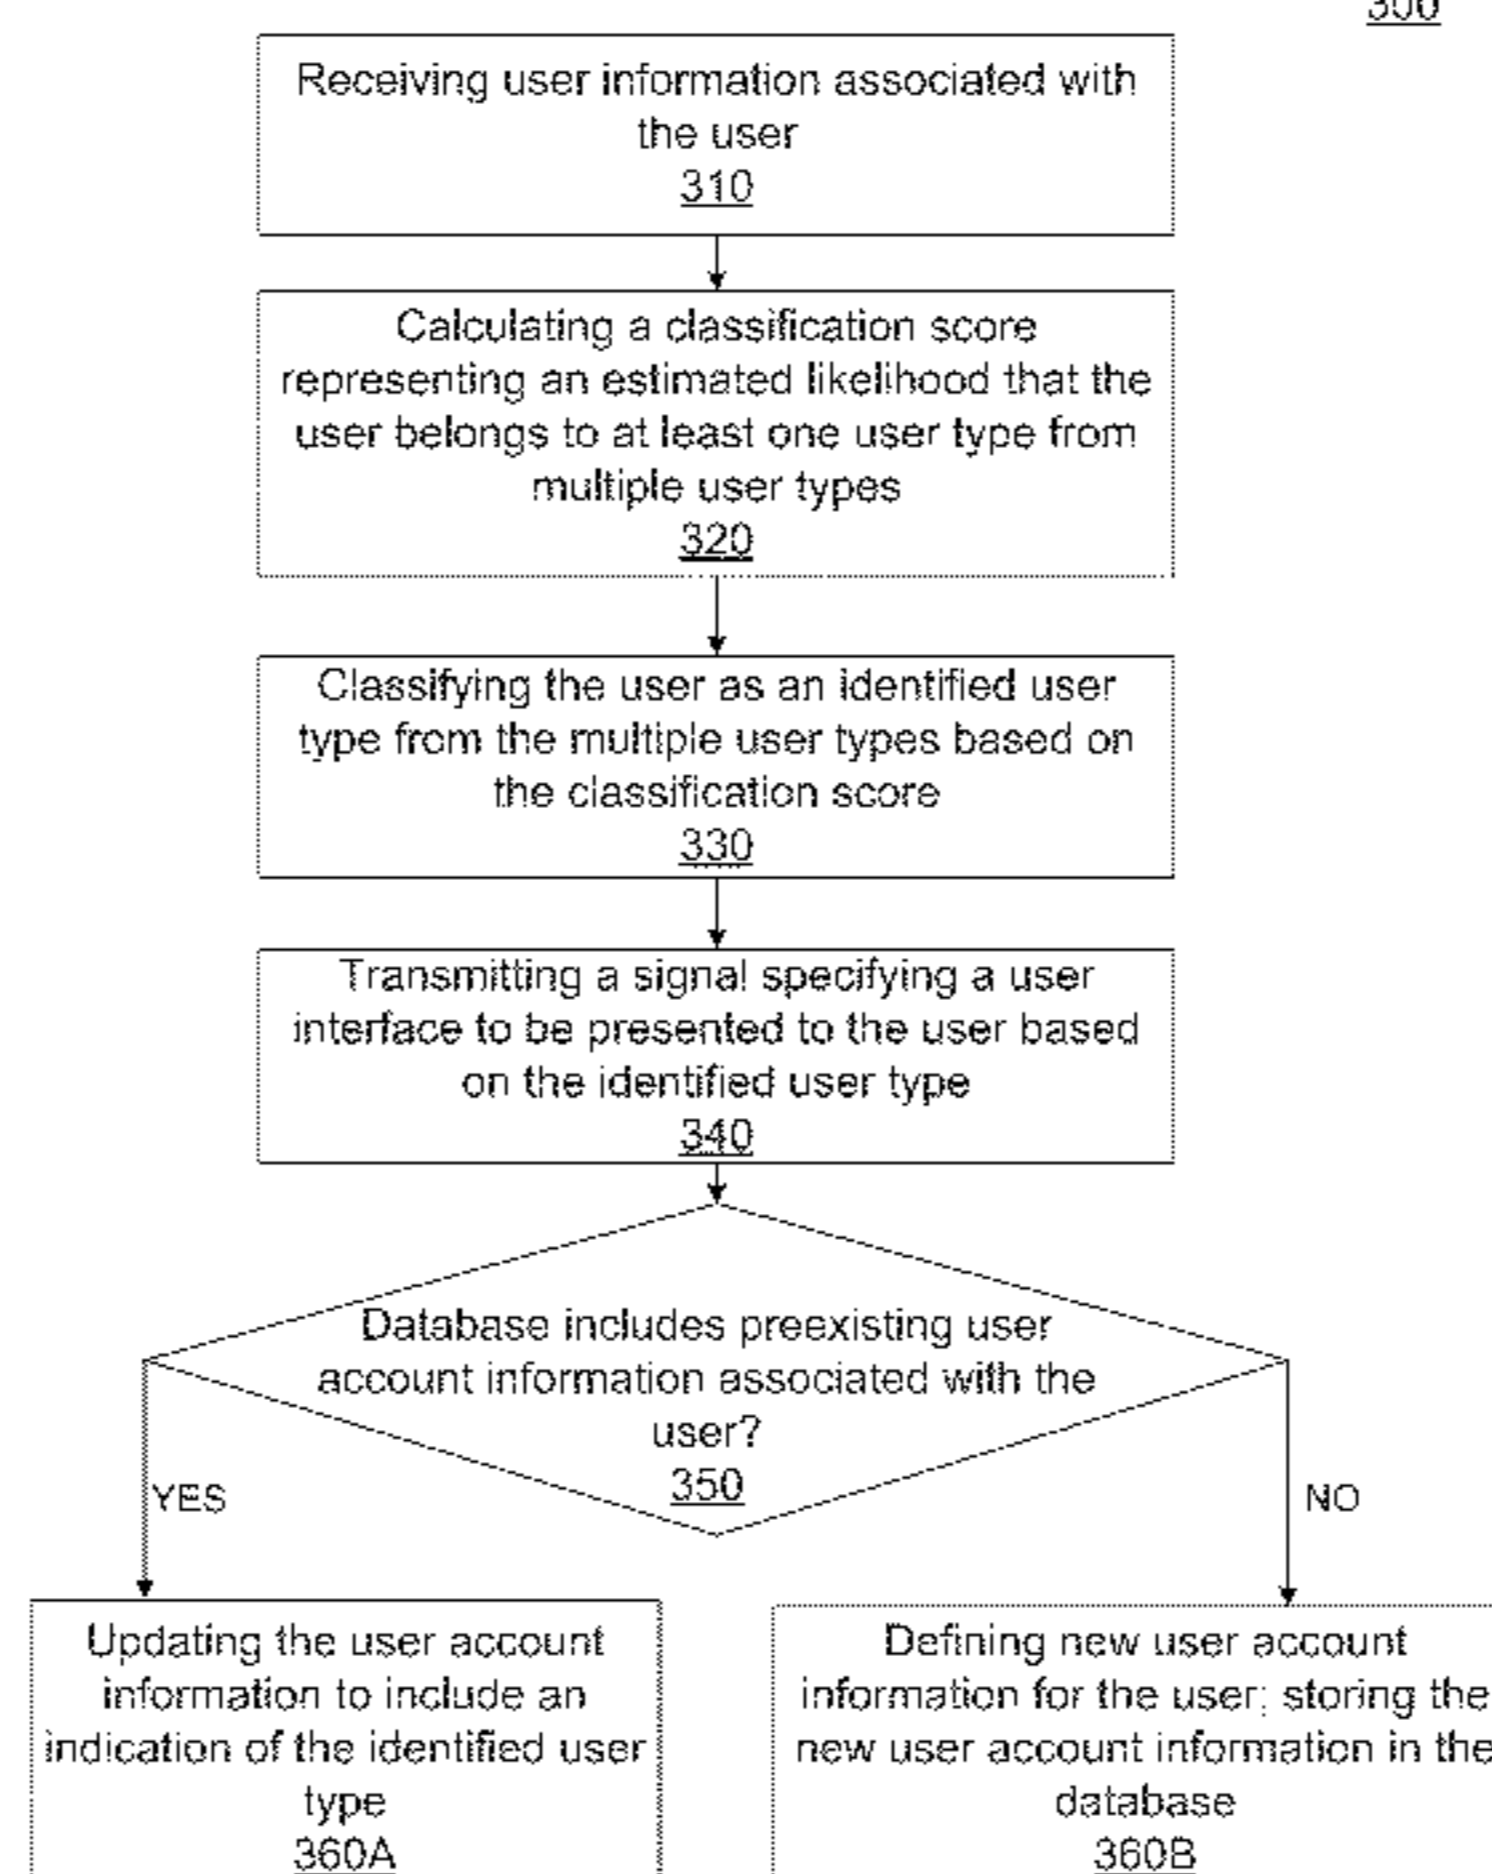 300
Receiving user information associated with
the user
310
Calculating a classification score
representing an estimated likelihood that the
user belongs to at least one user type from
multiple user types
320
Classifying the user as an identified user
type from the multiple user types based on
the classification score
330
Transmitting a signal specifying a user
interface to be presented to the user based
on the identified user type
340
Database includes preexisting user
account information associated with the
user?
350
YES
NO
Updating the user account
information to include an
indication of the identified user
type
360A
Defining new user account
information for the user; storing the
new user account information in the
database
360B